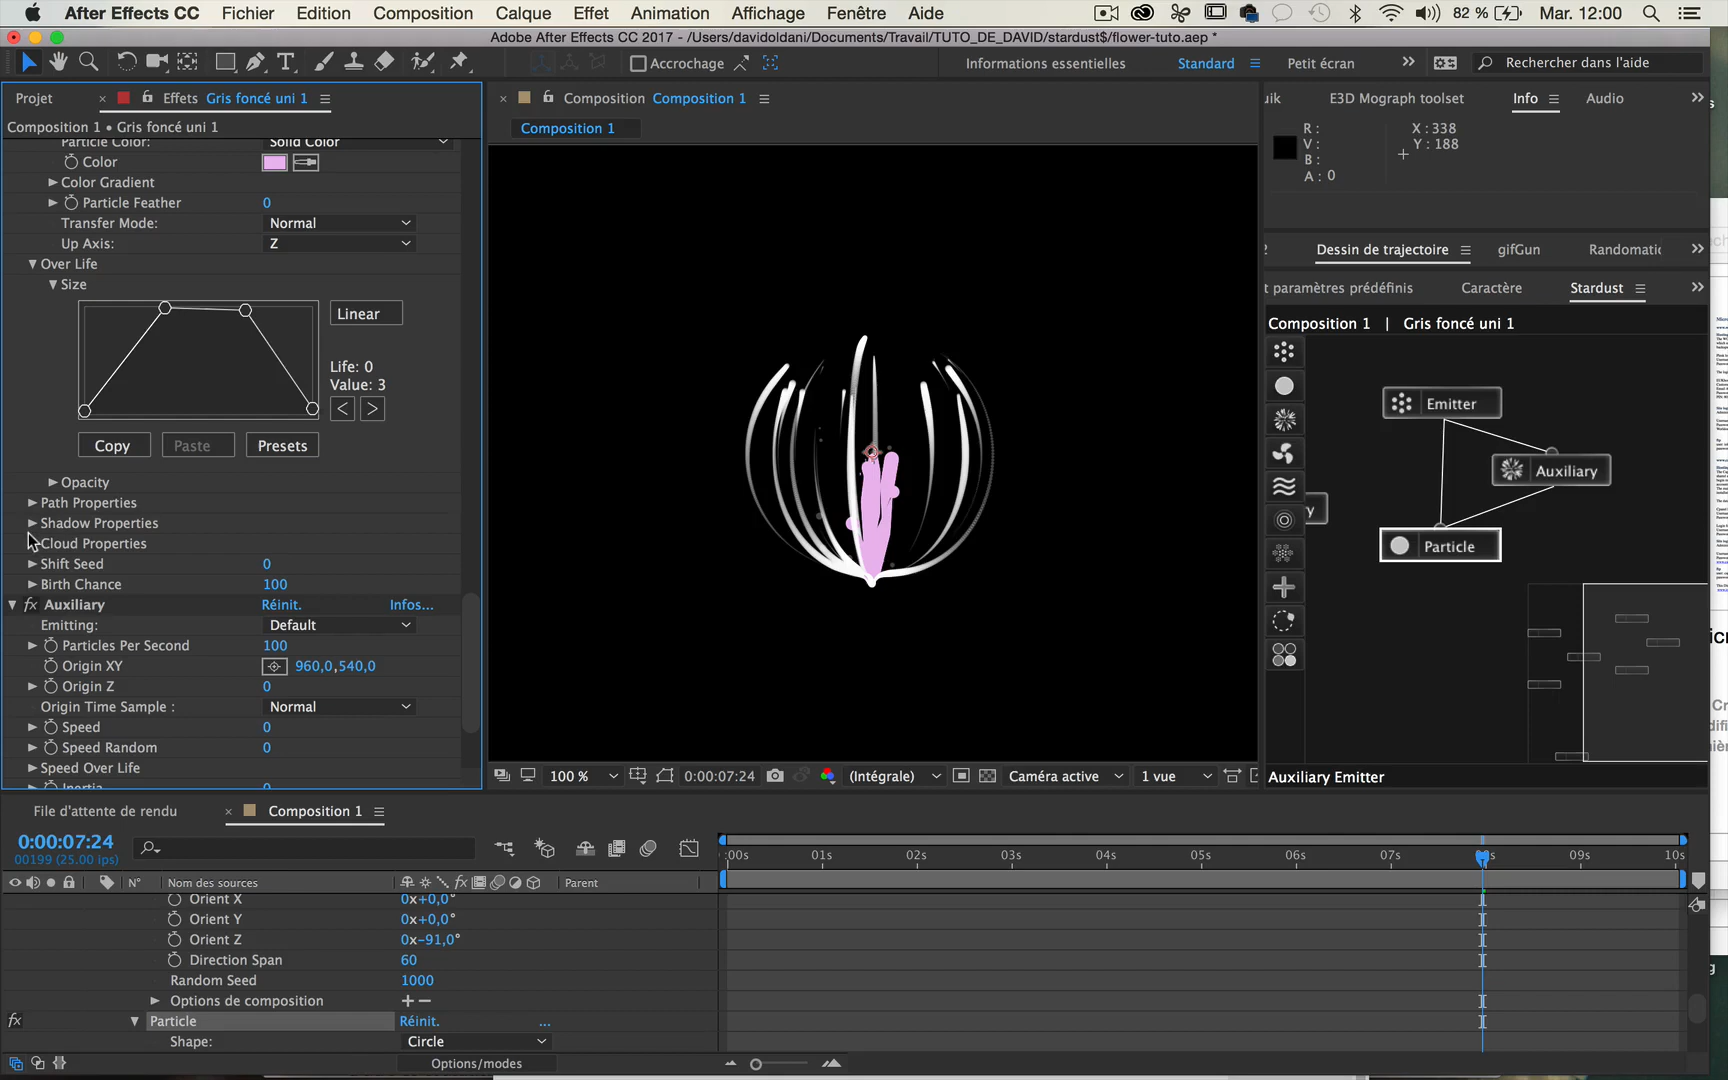 After Effects CC Fichier Edition Composition Calque Effet Animation Affichage Fenêtre Aide 82 % Mar. 12:00
Adobe After Effects CC 2017 - /Users/davidoldani/Documents/Travail/TUTO_DE_DAVID/stardust$/flower-tuto.aep *
Accrochage Informations essentielles Standard Petit écran Rechercher dans l'aide
Projet Effets Gris foncé uni 1
Composition 1 • Gris foncé uni 1
Particle Color: Solid Color
Color
Color Gradient
Particle Feather 0
Transfer Mode: Normal
Up Axis: Z
Over Life
Size
Linear
Life: 0
Value: 3
< >
Copy Paste Presets
Opacity
Path Properties
Shadow Properties
Cloud Properties
Shift Seed 0
Birth Chance 100
fx Auxiliary Réinit. Infos...
Emitting: Default
Particles Per Second 100
Origin XY 960,0,540,0
Origin Z 0
Origin Time Sample : Normal
Speed 0
Speed Random 0
Speed Over Life
Inertia 0
Composition Composition 1
Composition 1
100 % 0:00:07:24 (Intégrale) Caméra active 1 vue
uik E3D Mograph toolset Info Audio
R : X : 338
V : Y : 188
B :
A : 0
Dessin de trajectoire gifGun Randomatic
t paramètres prédéfinis Caractère Stardust
Composition 1 | Gris foncé uni 1
Emitter
Auxiliary
y
Particle
Auxiliary Emitter
File d'attente de rendu Composition 1
0:00:07:24
00199 (25.00 ips)
:00s 01s 02s 03s 04s 05s 06s 07s 09s 10s
N° Nom des sources fx Parent
Orient X 0x+0,0°
Orient Y 0x+0,0°
Orient Z 0x−91,0°
Direction Span 60
Random Seed 1000
Options de composition +−
fx Particle Réinit. ...
Shape: Circle
Options/modes